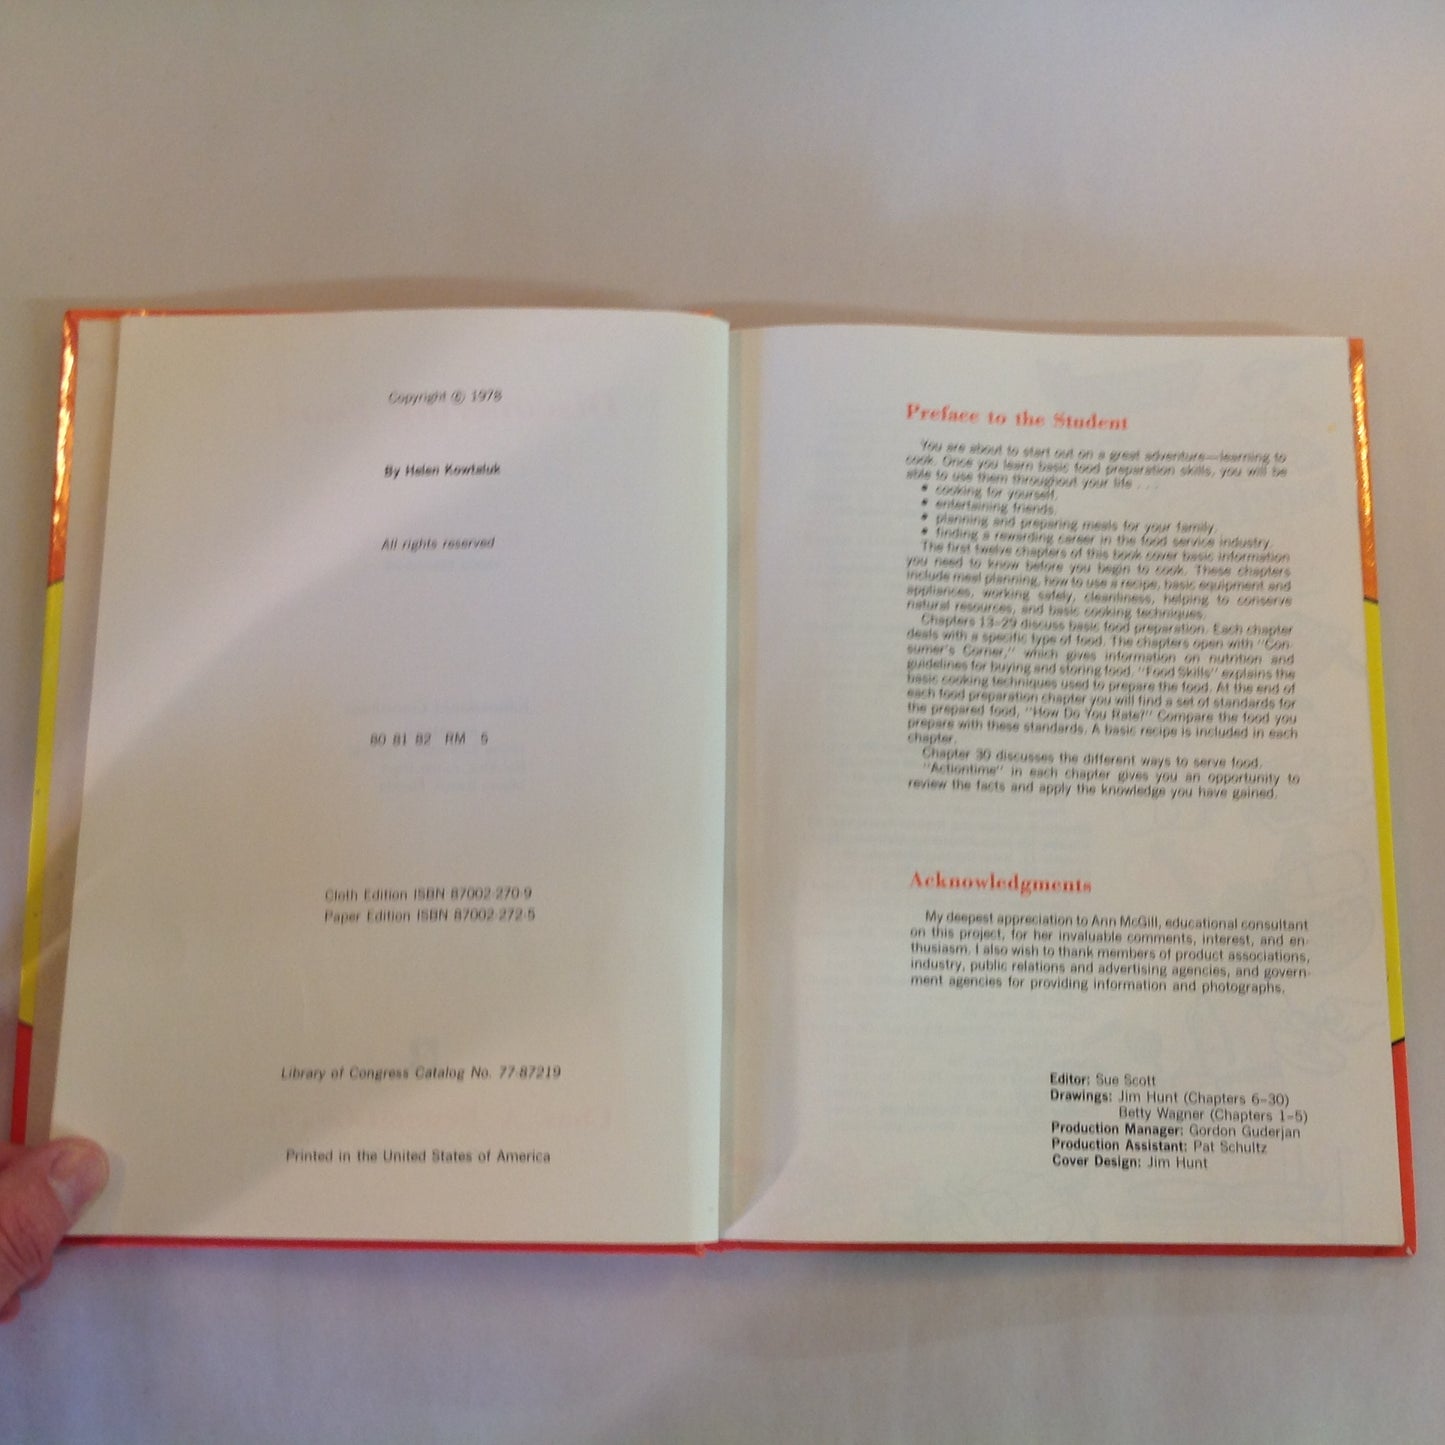 Copyright © 1978
By Helen Kowtaluk
All rights reserved
80 81 82 RM 5
Cloth Edition ISBN 87002-270-9
Paper Edition ISBN 87002-272-5
Library of Congress Catalog No. 77-87219
Printed in the United States of America
Preface to the Student
You are about to start out on a great adventure—learning to
cook. Once you learn basic food preparation skills, you will be
able to use them throughout your life . . .
• cooking for yourself.
• entertaining friends.
• planning and preparing meals for your family.
• finding a rewarding career in the food service industry.
The first twelve chapters of this book cover basic information
you need to know before you begin to cook. These chapters
include meal planning, how to use a recipe, basic equipment and
appliances, working safely, cleanliness, helping to conserve
natural resources, and basic cooking techniques.
Chapters 13–29 discuss basic food preparation. Each chapter
deals with a specific type of food. The chapters open with "Con-
sumer's Corner," which gives information on nutrition and
guidelines for buying and storing food. "Food Skills" explains the
basic cooking techniques used to prepare the food. At the end of
each food preparation chapter you will find a set of standards for
the prepared food, "How Do You Rate?" Compare the food you
prepare with these standards. A basic recipe is included in each
chapter.
Chapter 30 discusses the different ways to serve food.
"Actiontime" in each chapter gives you an opportunity to
review the facts and apply the knowledge you have gained.
Acknowledgments
My deepest appreciation to Ann McGill, educational consultant
on this project, for her invaluable comments, interest, and en-
thusiasm. I also wish to thank members of product associations,
industry, public relations and advertising agencies, and govern-
ment agencies for providing information and photographs.
Editor: Sue Scott
Drawings: Jim Hunt (Chapters 6–30)
Betty Wagner (Chapters 1–5)
Production Manager: Gordon Guderjan
Production Assistant: Pat Schultz
Cover Design: Jim Hunt